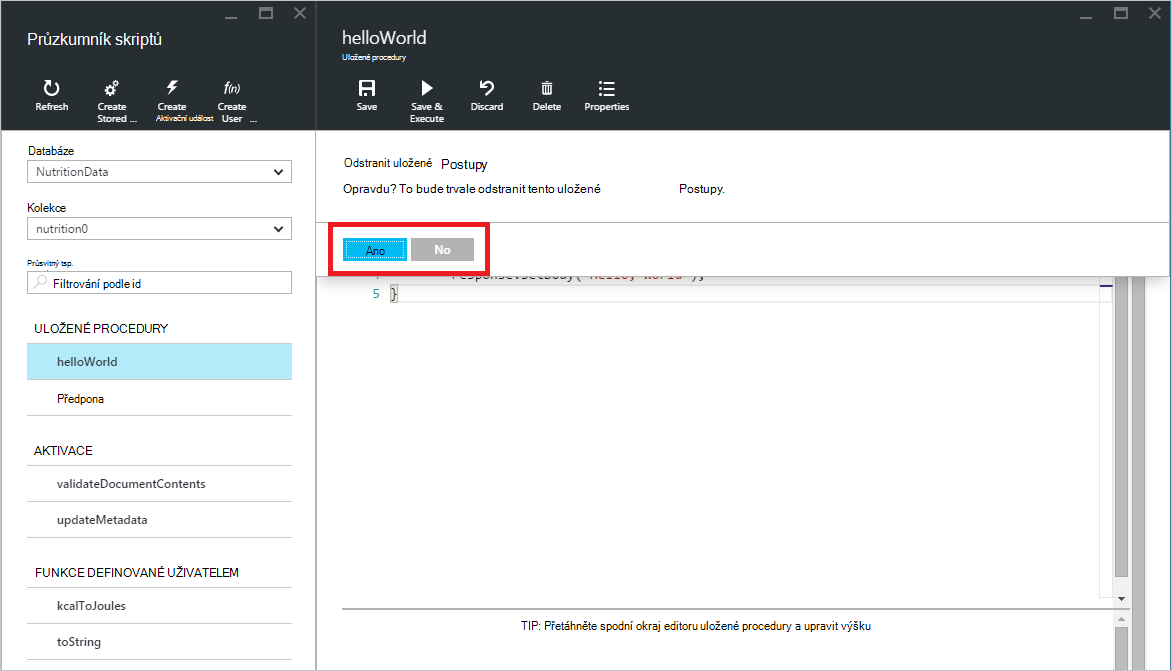 Průzkumník skriptů
Refresh
Create
Stored ...
Create
Aktivační událost
f(n)
Create
User ...
Databáze
NutritionData
Kolekce
nutrition0
Průsvitný tsp.
Filtrování podle id
ULOŽENÉ PROCEDURY
helloWorld
Předpona
AKTIVACE
validateDocumentContents
updateMetadata
FUNKCE DEFINOVANÉ UŽIVATELEM
kcalToJoules
toString
helloWorld
Uložené procedury
Save
Save &
Execute
Discard
Delete
Properties
Odstranit uložené Postupy
Opravdu? To bude trvale odstranit tento uložené Postupy.
Ano No
response.setBody("Hello, World");
5 }
TIP: Přetáhněte spodní okraj editoru uložené procedury a upravit výšku